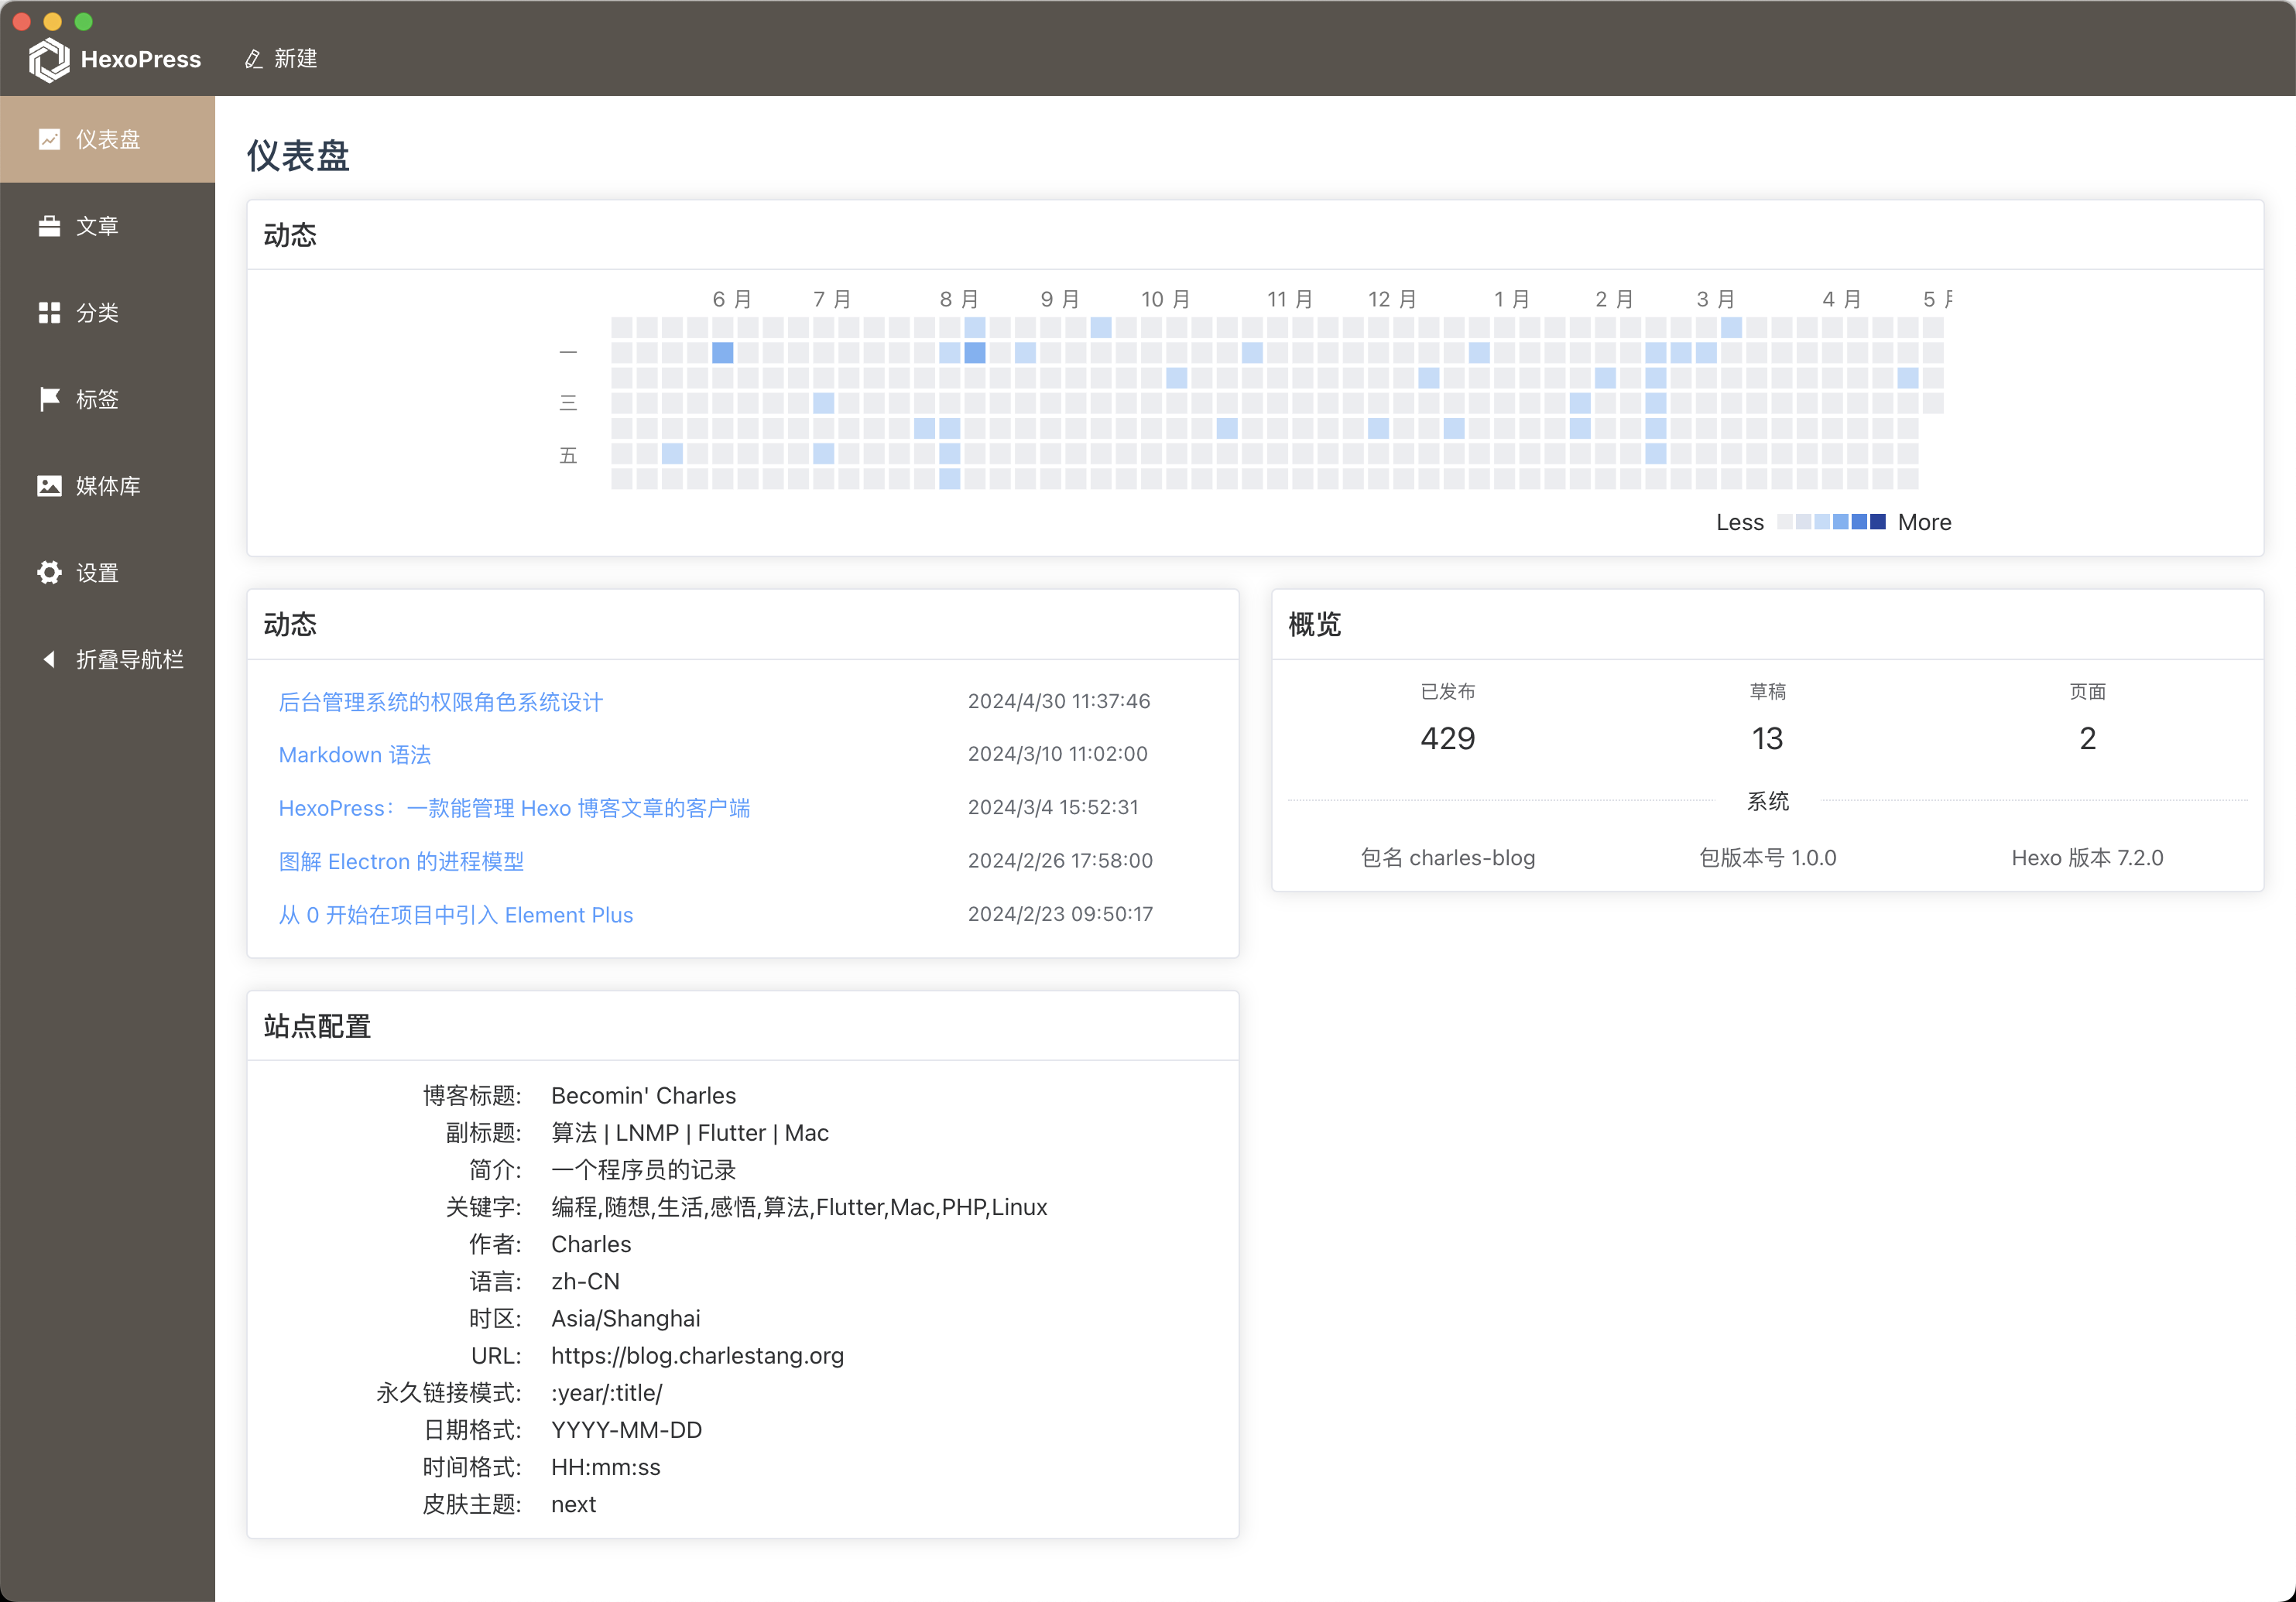 HexoPress
新建
仪表盘
文章
分类
标签
媒体库
设置
折叠导航栏
仪表盘
动态
6 月 7 月 8 月 9 月 10 月 11 月 12 月 1 月 2 月 3 月 4 月 5 月
一
三
五
Less More
动态
后台管理系统的权限角色系统设计 2024/4/30 11:37:46
Markdown 语法 2024/3/10 11:02:00
HexoPress：一款能管理 Hexo 博客文章的客户端 2024/3/4 15:52:31
图解 Electron 的进程模型 2024/2/26 17:58:00
从 0 开始在项目中引入 Element Plus 2024/2/23 09:50:17
概览
已发布 草稿 页面
429 13 2
系统
包名 charles-blog 包版本号 1.0.0 Hexo 版本 7.2.0
站点配置
博客标题: Becomin' Charles
副标题: 算法 | LNMP | Flutter | Mac
简介: 一个程序员的记录
关键字: 编程,随想,生活,感悟,算法,Flutter,Mac,PHP,Linux
作者: Charles
语言: zh-CN
时区: Asia/Shanghai
URL: https://blog.charlestang.org
永久链接模式: :year/:title/
日期格式: YYYY-MM-DD
时间格式: HH:mm:ss
皮肤主题: next